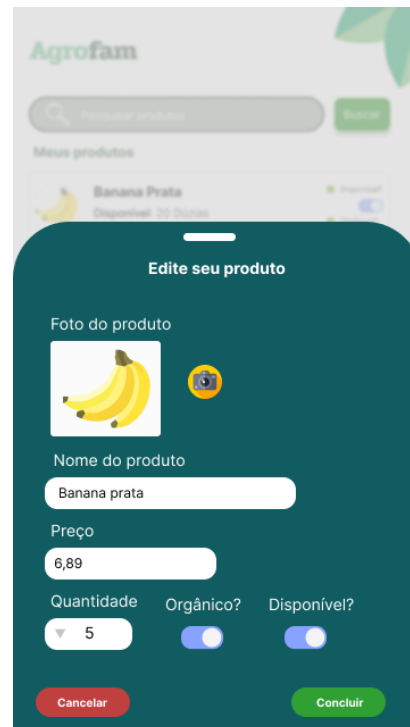 Agrofam
Pesquisar produtos
Buscar
Meus produtos
Banana Prata
Disponível
Disponível 20 Dúzias
Edite seu produto
Foto do produto
Nome do produto
Banana prata
Preço
6,89
Quantidade
Orgânico?
Disponível?
5
Cancelar
Concluir